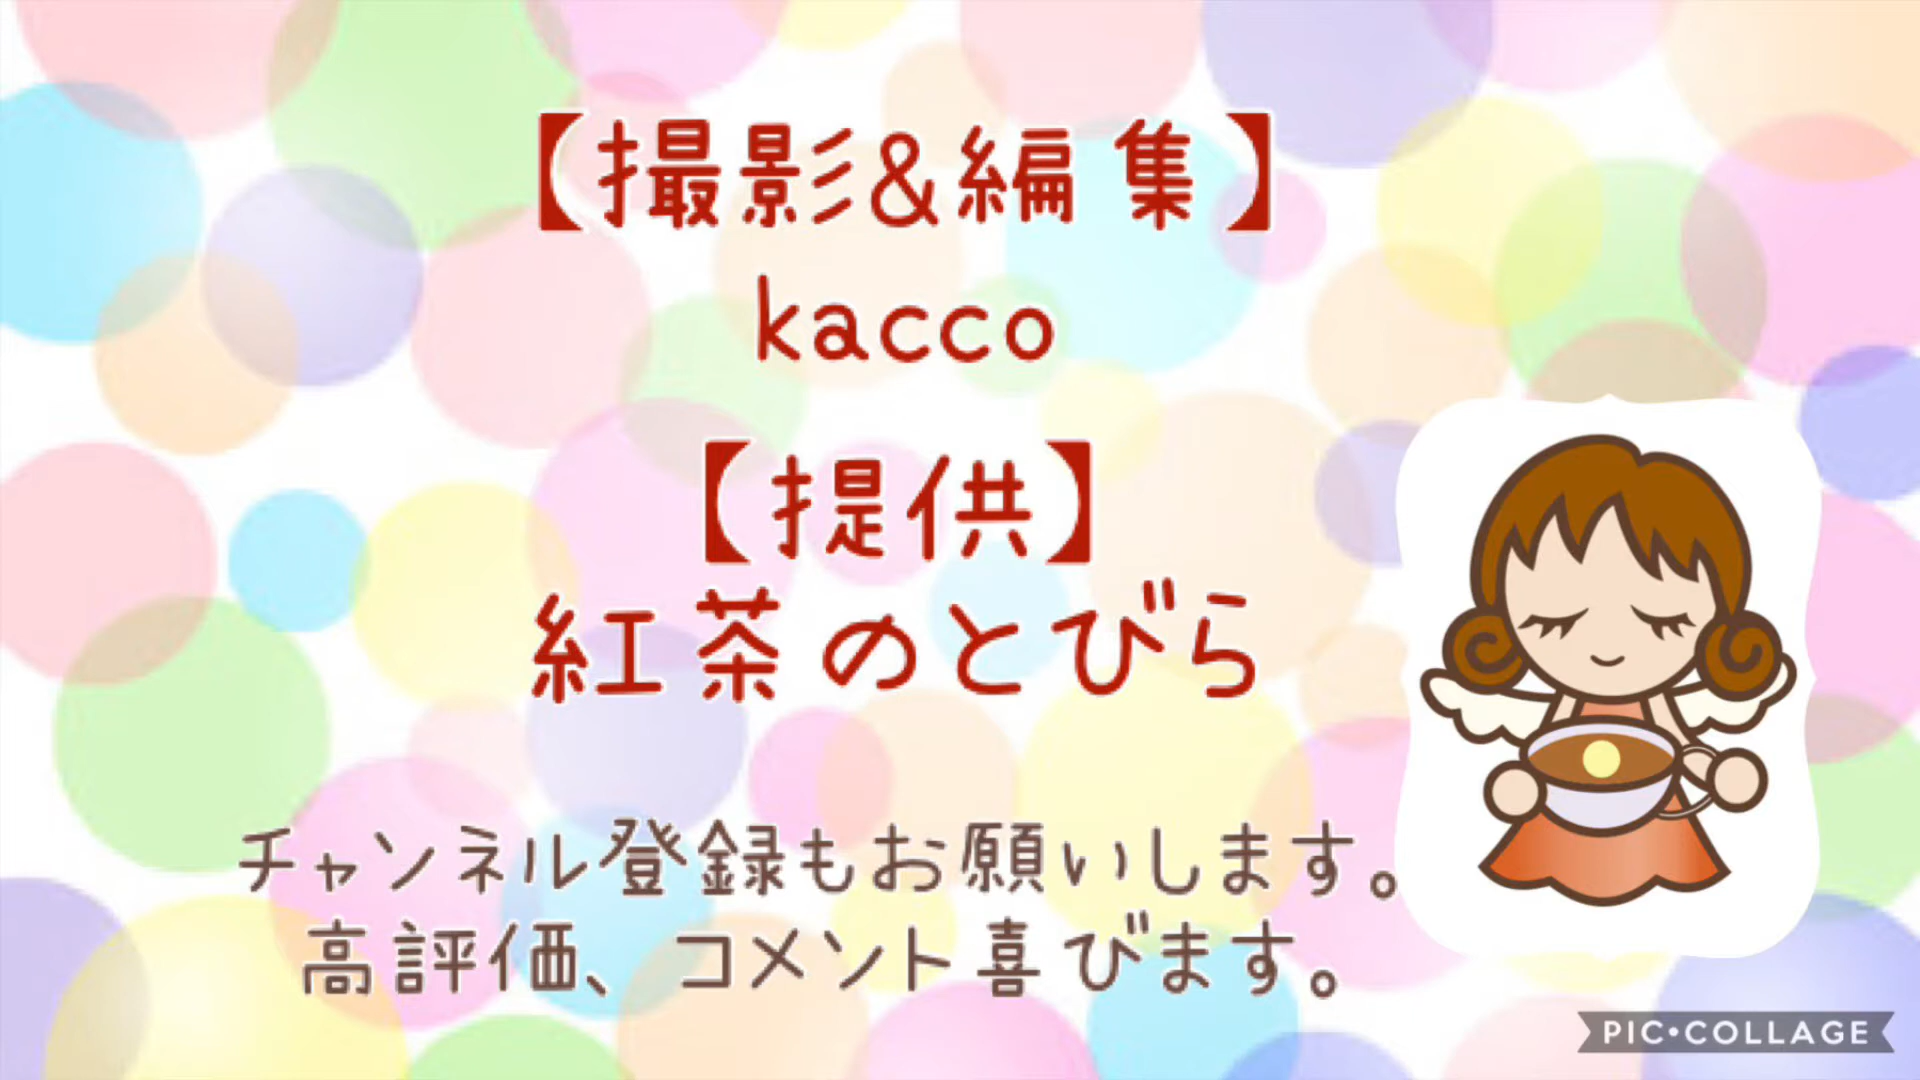 【撮影&編集】
kacco
【提供】
紅茶のとびら
チャンネル登録もお願いします。
高評価、コメント喜びます。
PIC•COLLAGE